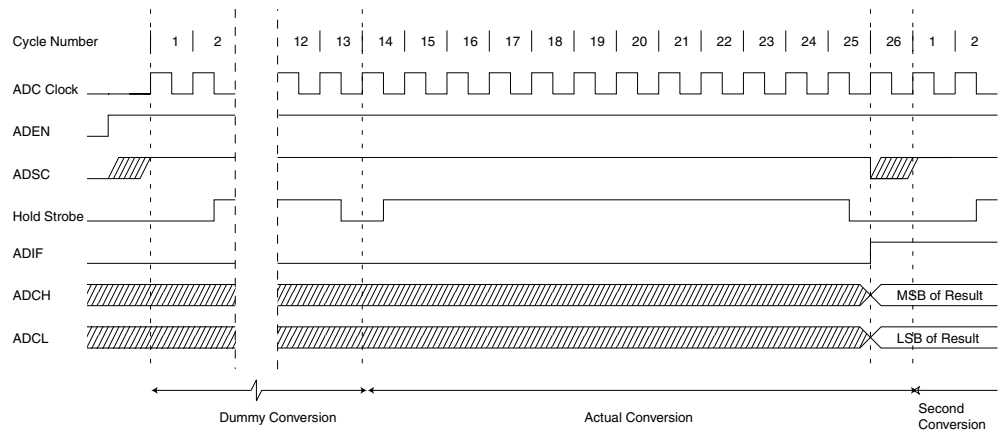 Cycle Number 1 2 12 13 14 15 16 17 18 19 20 21 22 23 24 25 26 1 2
ADC Clock
ADEN
ADSC
Hold Strobe
ADIF
ADCH MSB of Result
ADCL LSB of Result
Dummy Conversion Actual Conversion Second
Conversion